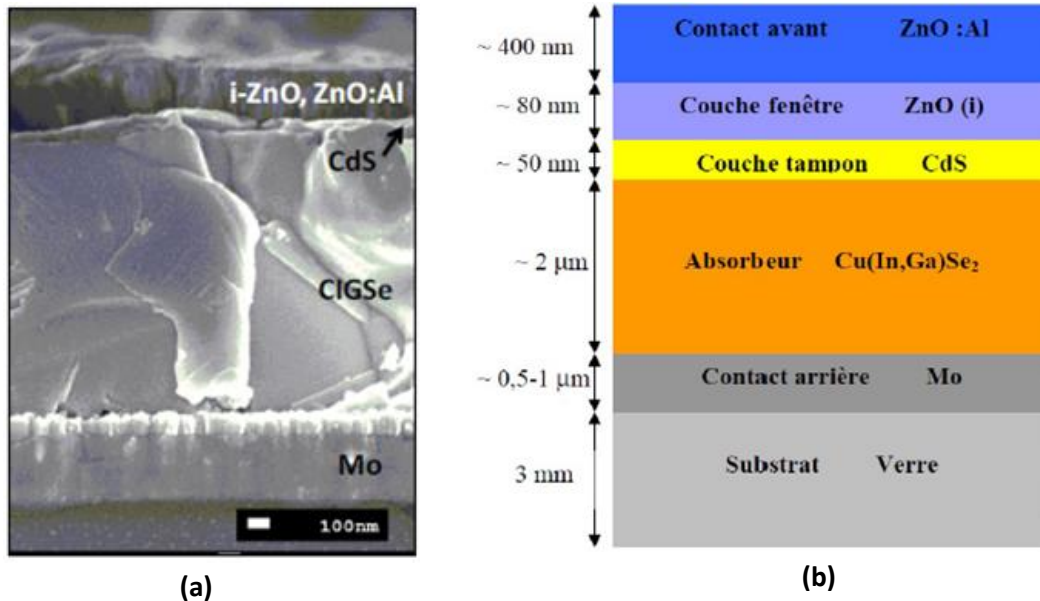 i-ZnO, ZnO:Al
CdS
CIGSe
Mo
100nm
(a)
~ 400 nm
Contact avant ZnO :Al
~ 80 nm
Couche fenêtre ZnO (i)
~ 50 nm
Couche tampon CdS
~ 2 μm
Absorbeur Cu(In,Ga)Se₂
~ 0,5-1 μm
Contact arrière Mo
3 mm
Substrat Verre
(b)